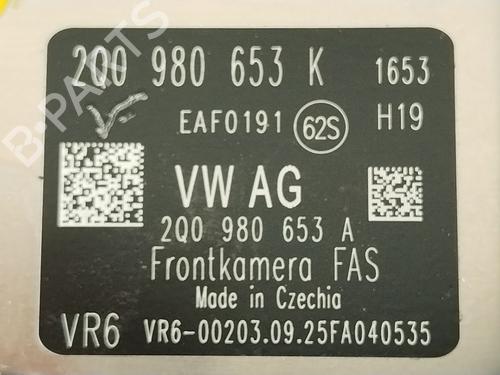 2Q0 980 653 K 1653
EAF0191 62S H19
VW AG
2Q0 980 653 A
Frontkamera FAS
Made in Czechia
VR6 VR6-00203.09.25FA040535
B-PARTS